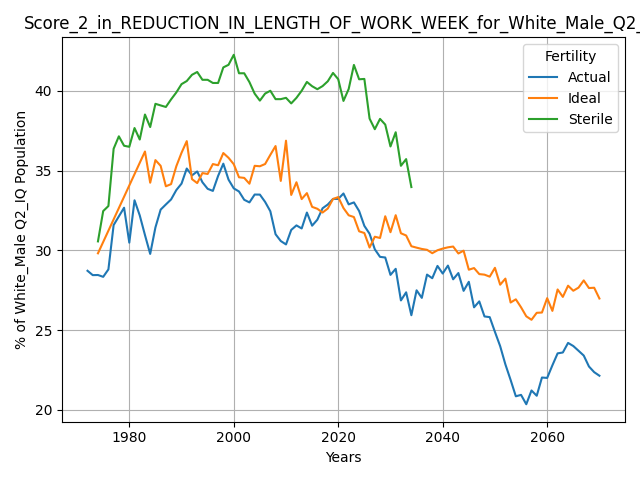 Score_2_in_REDUCTION_IN_LENGTH_OF_WORK_WEEK_for_White_Male_Q2_
Fertility
Actual
Ideal
Sterile
% of White_Male Q2_IQ Population
40
35
30
25
20
1980
2000
2020
2040
2060
Years